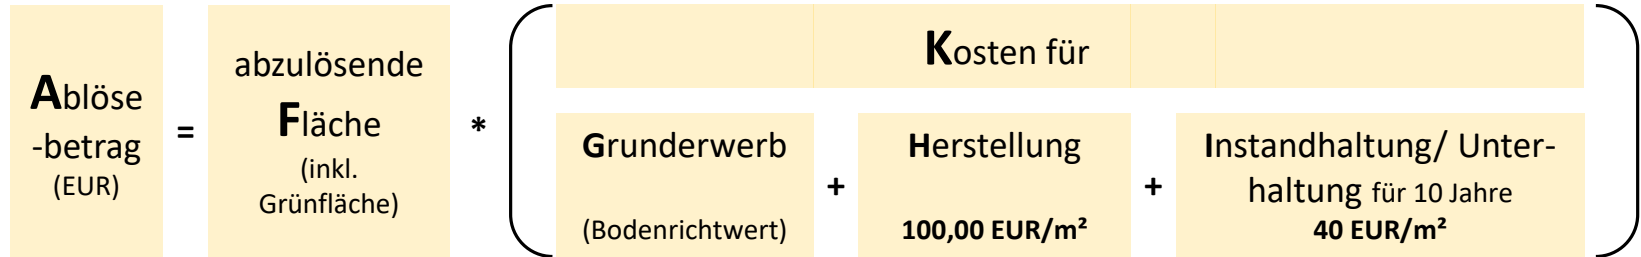 Ablöse
-betrag
(EUR)
=
abzulösende
Fläche
(inkl.
Grünfläche)
*
(
Kosten für
Grunderwerb
(Bodenrichtwert)
+
Herstellung
100,00 EUR/m²
+
Instandhaltung/ Unter-
haltung für 10 Jahre
40 EUR/m²
)